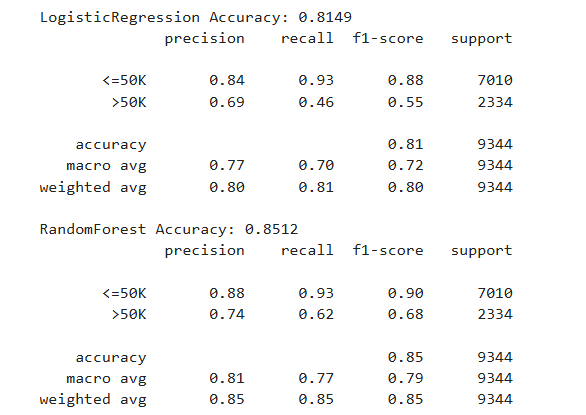 LogisticRegression Accuracy: 0.8149
precision recall f1-score support
<=50K 0.84 0.93 0.88 7010
>50K 0.69 0.46 0.55 2334
accuracy 0.81 9344
macro avg 0.77 0.70 0.72 9344
weighted avg 0.80 0.81 0.80 9344
RandomForest Accuracy: 0.8512
precision recall f1-score support
<=50K 0.88 0.93 0.90 7010
>50K 0.74 0.62 0.68 2334
accuracy 0.85 9344
macro avg 0.81 0.77 0.79 9344
weighted avg 0.85 0.85 0.85 9344